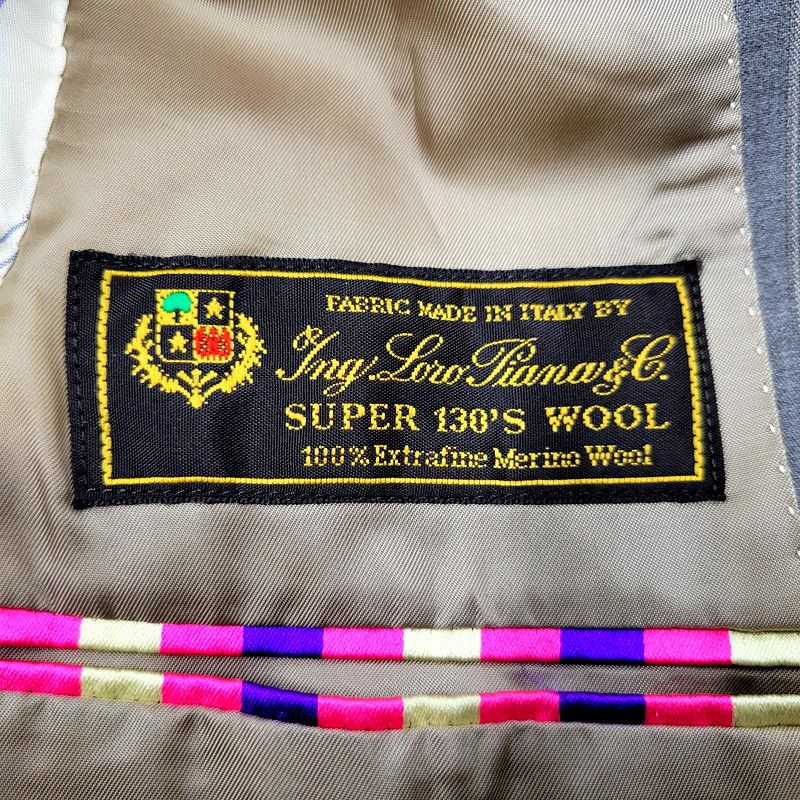 FABRIC MADE IN ITALY BY
Ing. Loro Piana & C.
SUPER 130'S WOOL
100% Extrafine Merino Wool